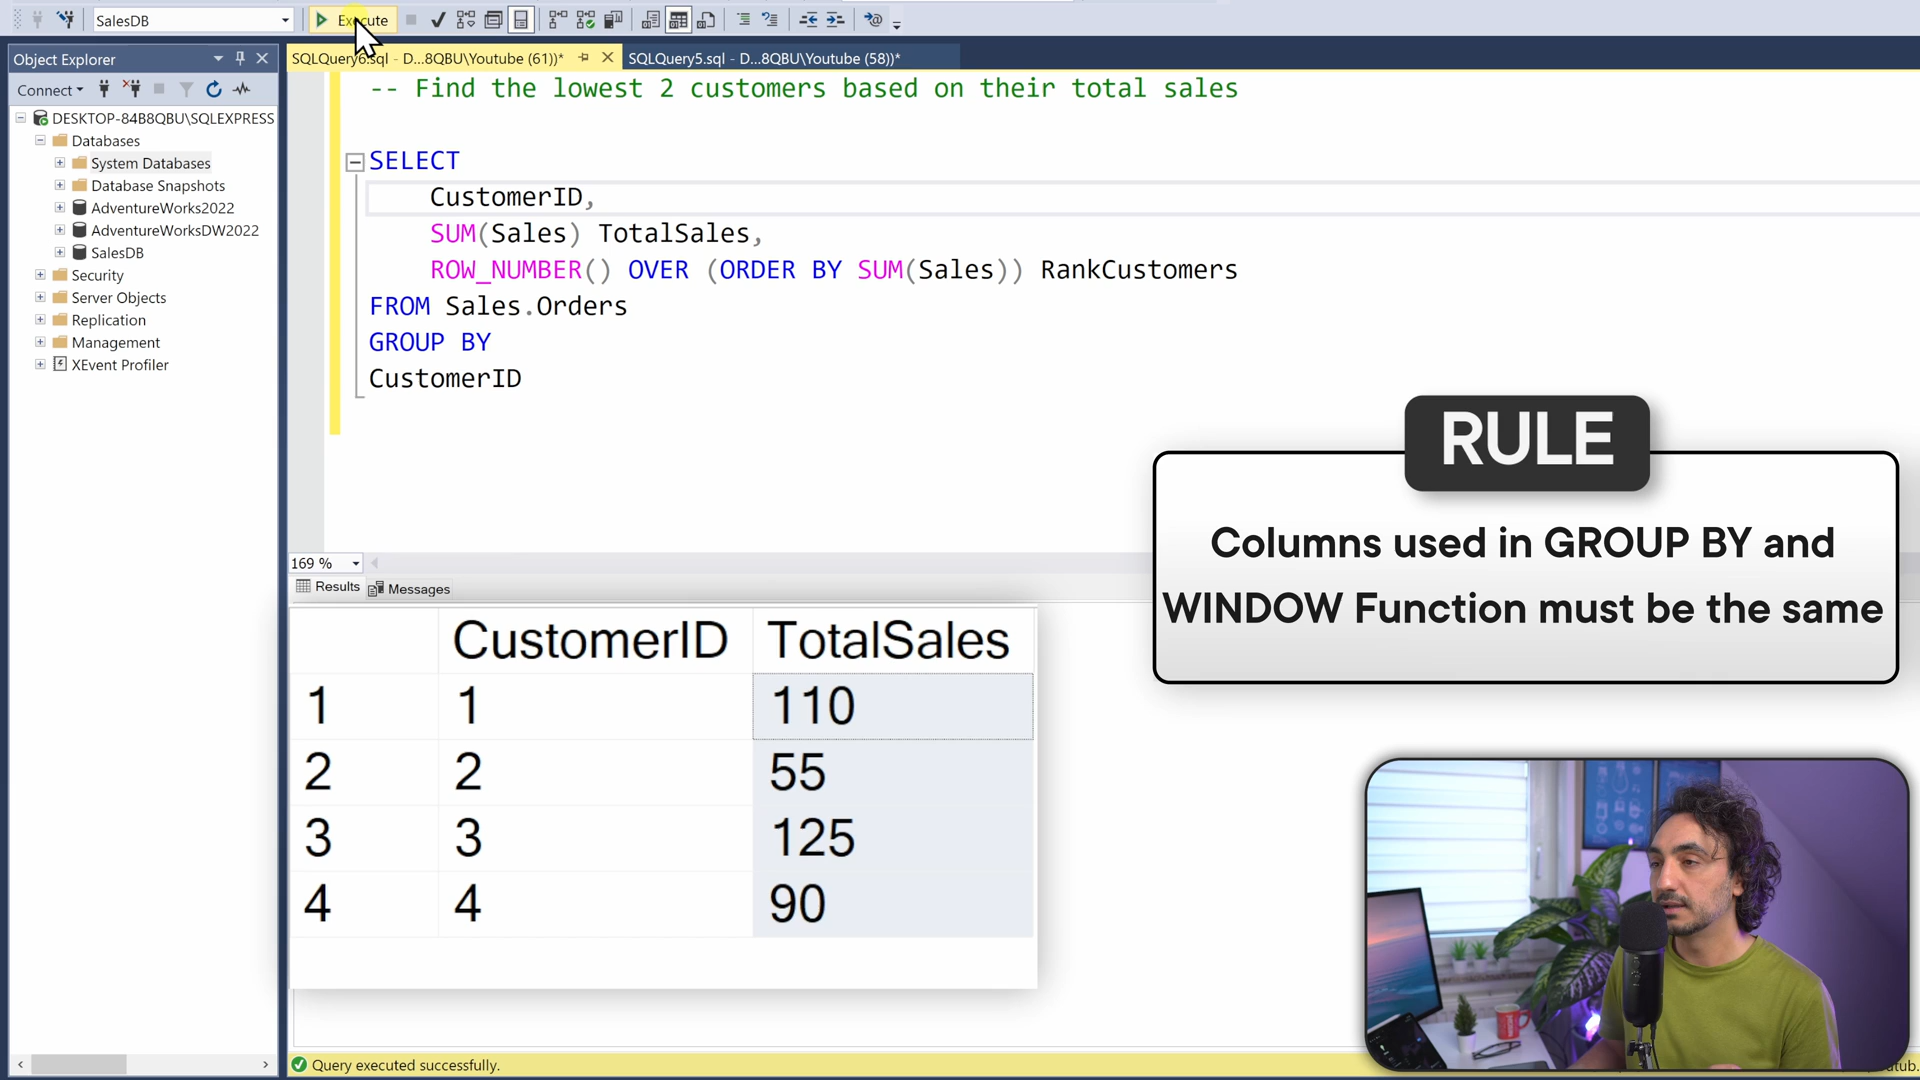 SalesDB
Execute
Object Explorer
SQLQuery6.sql - D...8QBU\Youtube (61))*
SQLQuery5.sql - D...8QBU\Youtube (58))*
Connect
DESKTOP-84B8QBU\SQLEXPRESS
Databases
System Databases
Database Snapshots
AdventureWorks2022
AdventureWorksDW2022
SalesDB
Security
Server Objects
Replication
Management
XEvent Profiler
-- Find the lowest 2 customers based on their total sales
SELECT
CustomerID,
SUM(Sales) TotalSales,
ROW_NUMBER() OVER (ORDER BY SUM(Sales)) RankCustomers
FROM Sales.Orders
GROUP BY
CustomerID
RULE
Columns used in GROUP BY and
WINDOW Function must be the same
169 %
Results Messages
CustomerID TotalSales
1 1 110
2 2 55
3 3 125
4 4 90
Query executed successfully.